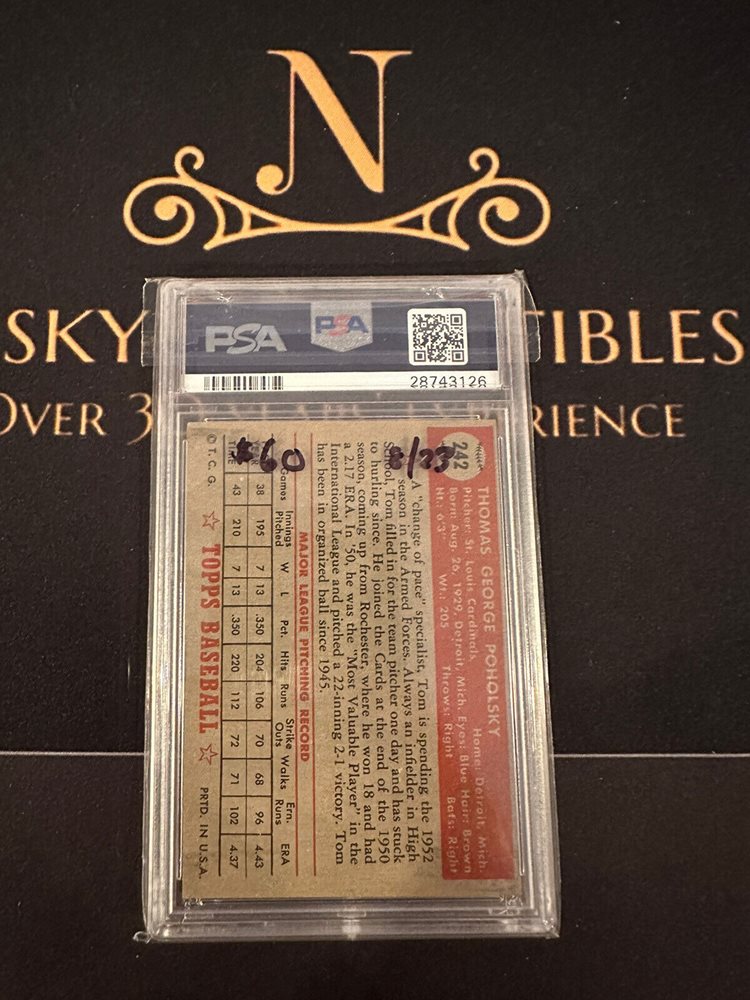 N
SKY TIBLES
OVER 3 RIENCE
PSA
PSA
28743126
$60
8/23
242
THOMAS GEORGE POHOLSKY
Pitcher: St. Louis Cardinals Home: Detroit, Mich.
Born: Aug. 26, 1929, Detroit, Mich. Eyes: Blue Hair: Brown
Ht.: 6'3" Wt.: 205 Throws: Right Bats: Right
A "change of pace" specialist, Tom is spending the 1952
season in the Armed Forces. Always an infielder in High
School, Tom filled in for the team pitcher one day and has stuck
to hurling since. He joined the Cards at the end of the 1950
season, coming up from Rochester, where he won 18 and had
a 2.17 ERA. In '50, he was the "Most Valuable Player" in the
International League and pitched a 22-inning 2-1 victory. Tom
has been in organized ball since 1945.
MAJOR LEAGUE PITCHING RECORD
Games Innings Pitched W L Pct. Hits Runs Strike Outs Walks Ern. Runs ERA
YEAR 38 195 7 13 .350 204 106 70 68 96 4.43
TIME 43 210 7 13 .350 220 112 72 71 102 4.37
© T. C. G. TOPPS BASEBALL PRTD. IN U.S.A.